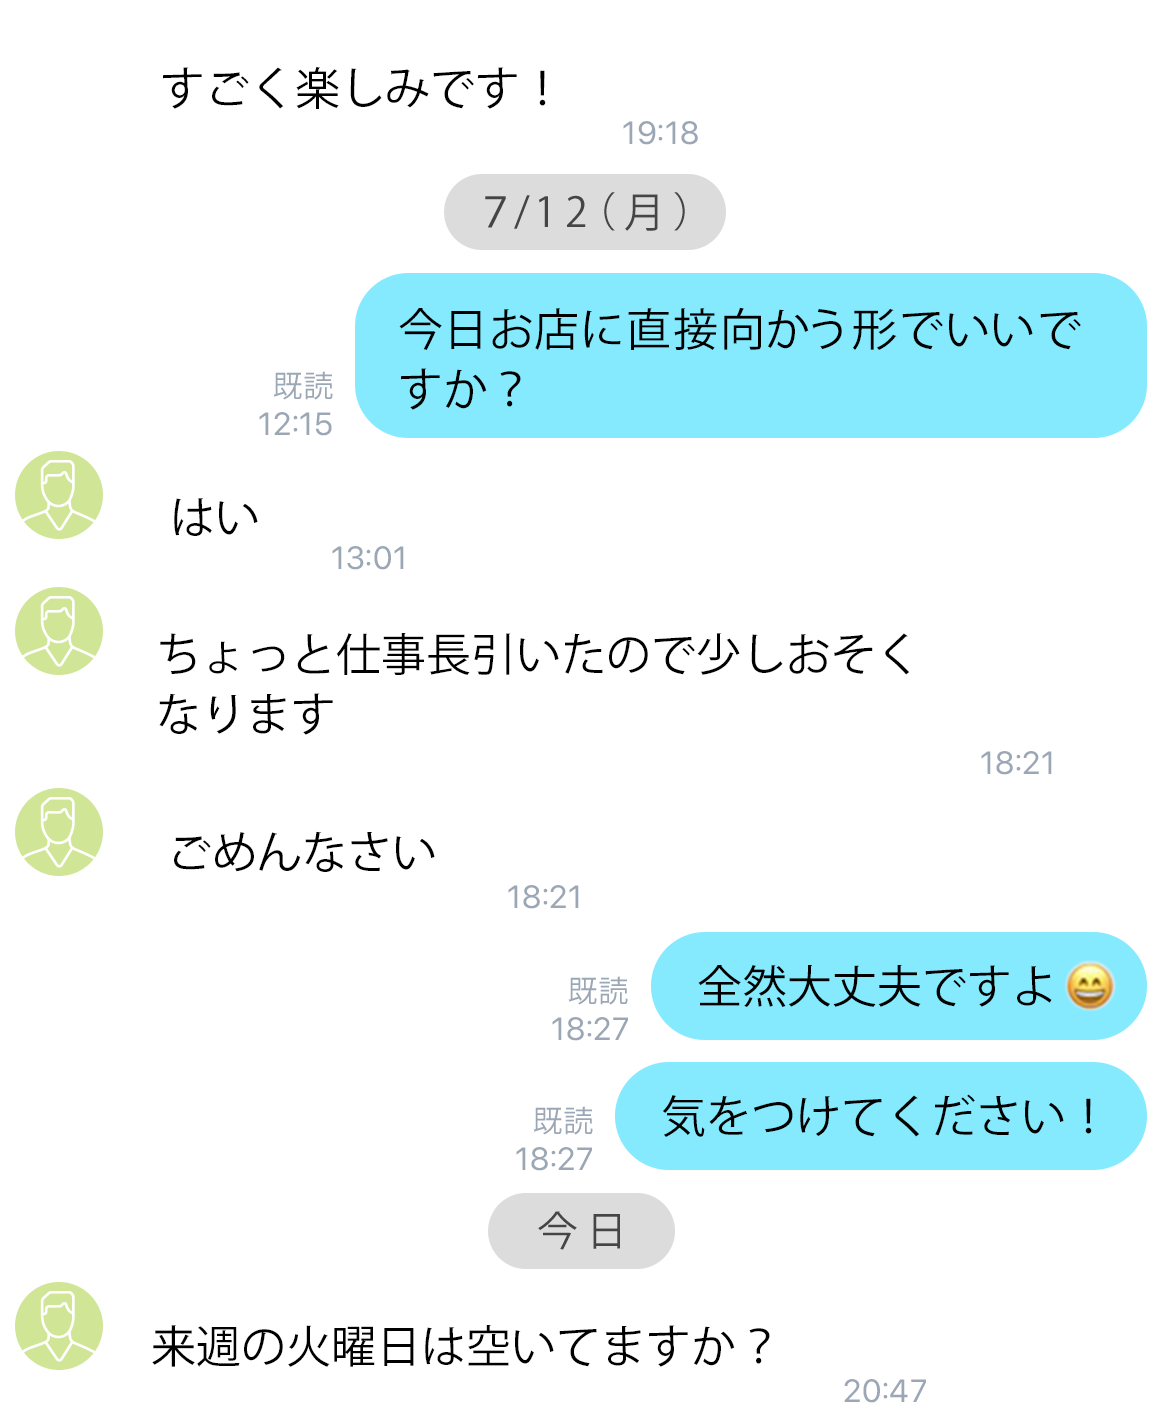 すごく楽しみです！
19:18
7/12（月）
今日お店に直接向かう形でいいで
すか？
既読
12:15
はい
13:01
ちょっと仕事長引いたので少しおそく
なります
18:21
ごめんなさい
18:21
全然大丈夫ですよ😄
既読
18:27
気をつけてください！
既読
18:27
今日
来週の火曜日は空いてますか？
20:47